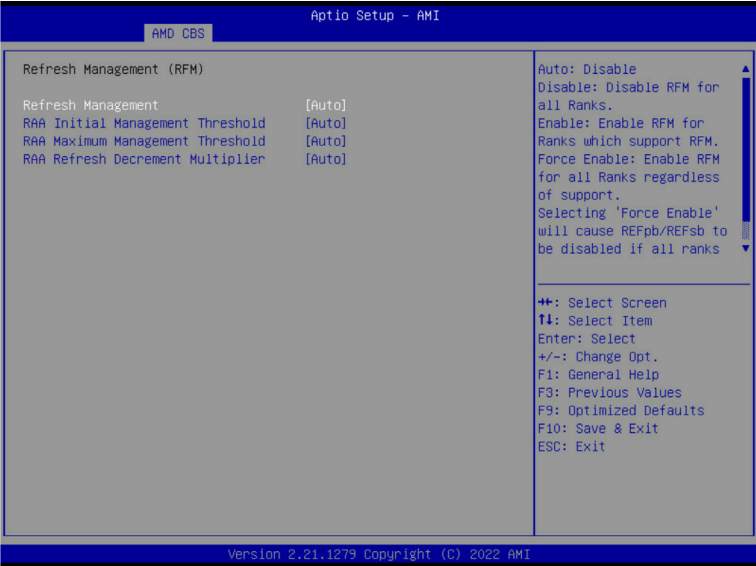 Aptio Setup - AMI
AMD CBS
Refresh Management (RFM)
Refresh Management [Auto]
RAA Initial Management Threshold [Auto]
RAA Maximum Management Threshold [Auto]
RAA Refresh Decrement Multiplier [Auto]
Auto: Disable
Disable: Disable RFM for
all Ranks.
Enable: Enable RFM for
Ranks which support RFM.
Force Enable: Enable RFM
for all Ranks regardless
of support.
Selecting 'Force Enable'
will cause REFpb/REFsb to
be disabled if all ranks
→←: Select Screen
↑↓: Select Item
Enter: Select
+/-: Change Opt.
F1: General Help
F3: Previous Values
F9: Optimized Defaults
F10: Save & Exit
ESC: Exit
Version 2.21.1279 Copyright (C) 2022 AMI